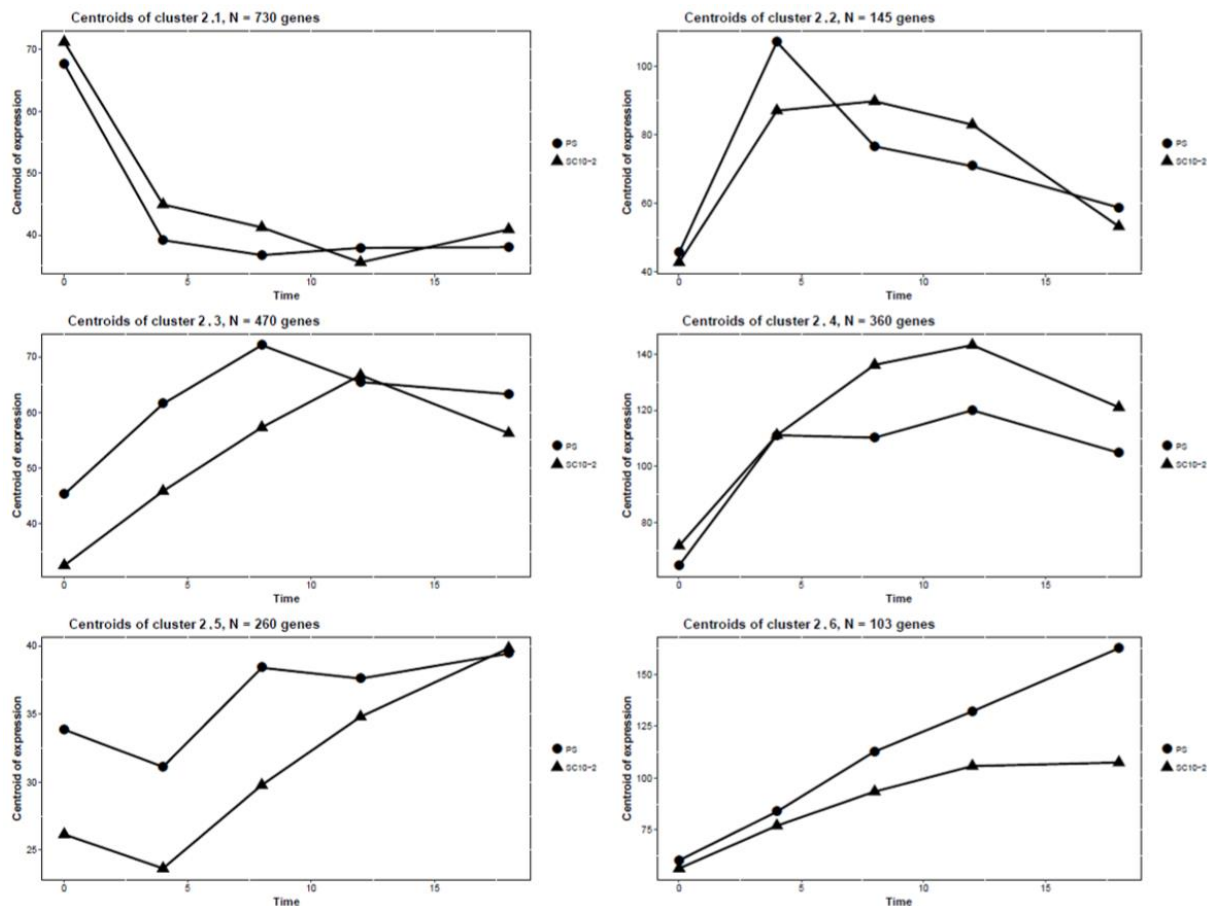 Centroids of cluster 2.1, N = 730 genes
Centroid of expression
70
60
50
40
0
5
10
15
Time
PS
SC10-2
Centroids of cluster 2.2, N = 145 genes
Centroid of expression
100
80
60
40
0
5
10
15
Time
PS
SC10-2
Centroids of cluster 2.3, N = 470 genes
Centroid of expression
70
60
50
40
0
5
10
15
Time
PS
SC10-2
Centroids of cluster 2.4, N = 360 genes
Centroid of expression
140
120
100
80
0
5
10
15
Time
PS
SC10-2
Centroids of cluster 2.5, N = 260 genes
Centroid of expression
40
35
30
25
0
5
10
15
Time
PS
SC10-2
Centroids of cluster 2.6, N = 103 genes
Centroid of expression
150
125
100
75
0
5
10
15
Time
PS
SC10-2